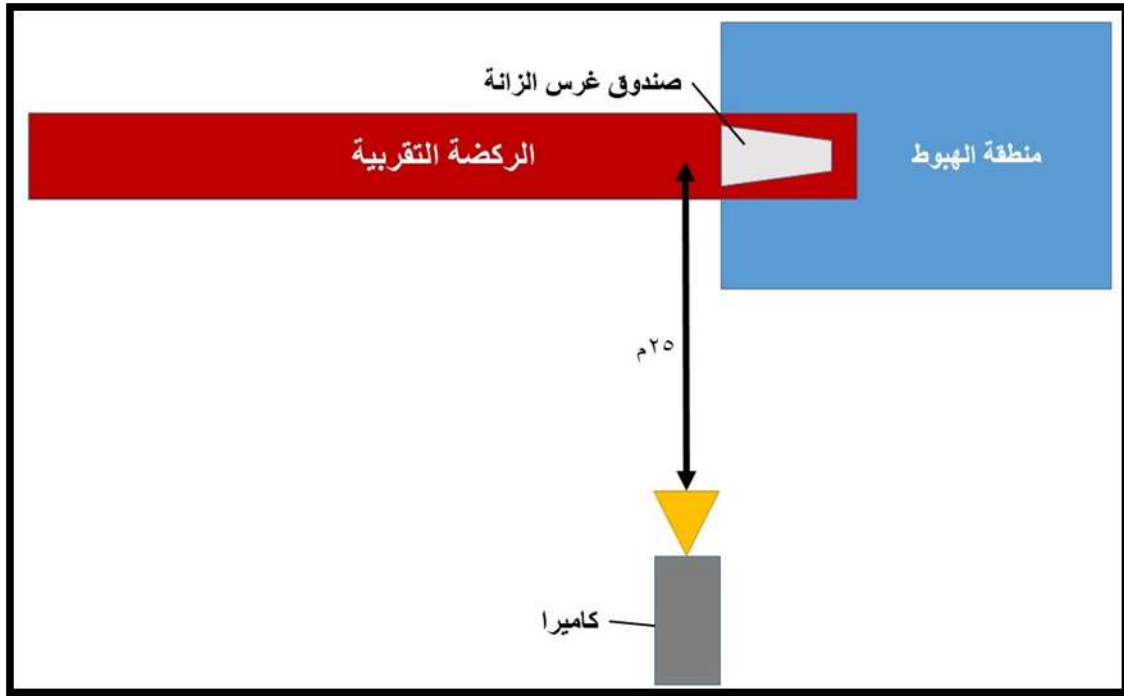 صندوق غرس الزانة
الركضة التقربية
منطقة الهبوط
٢٥م
كاميرا